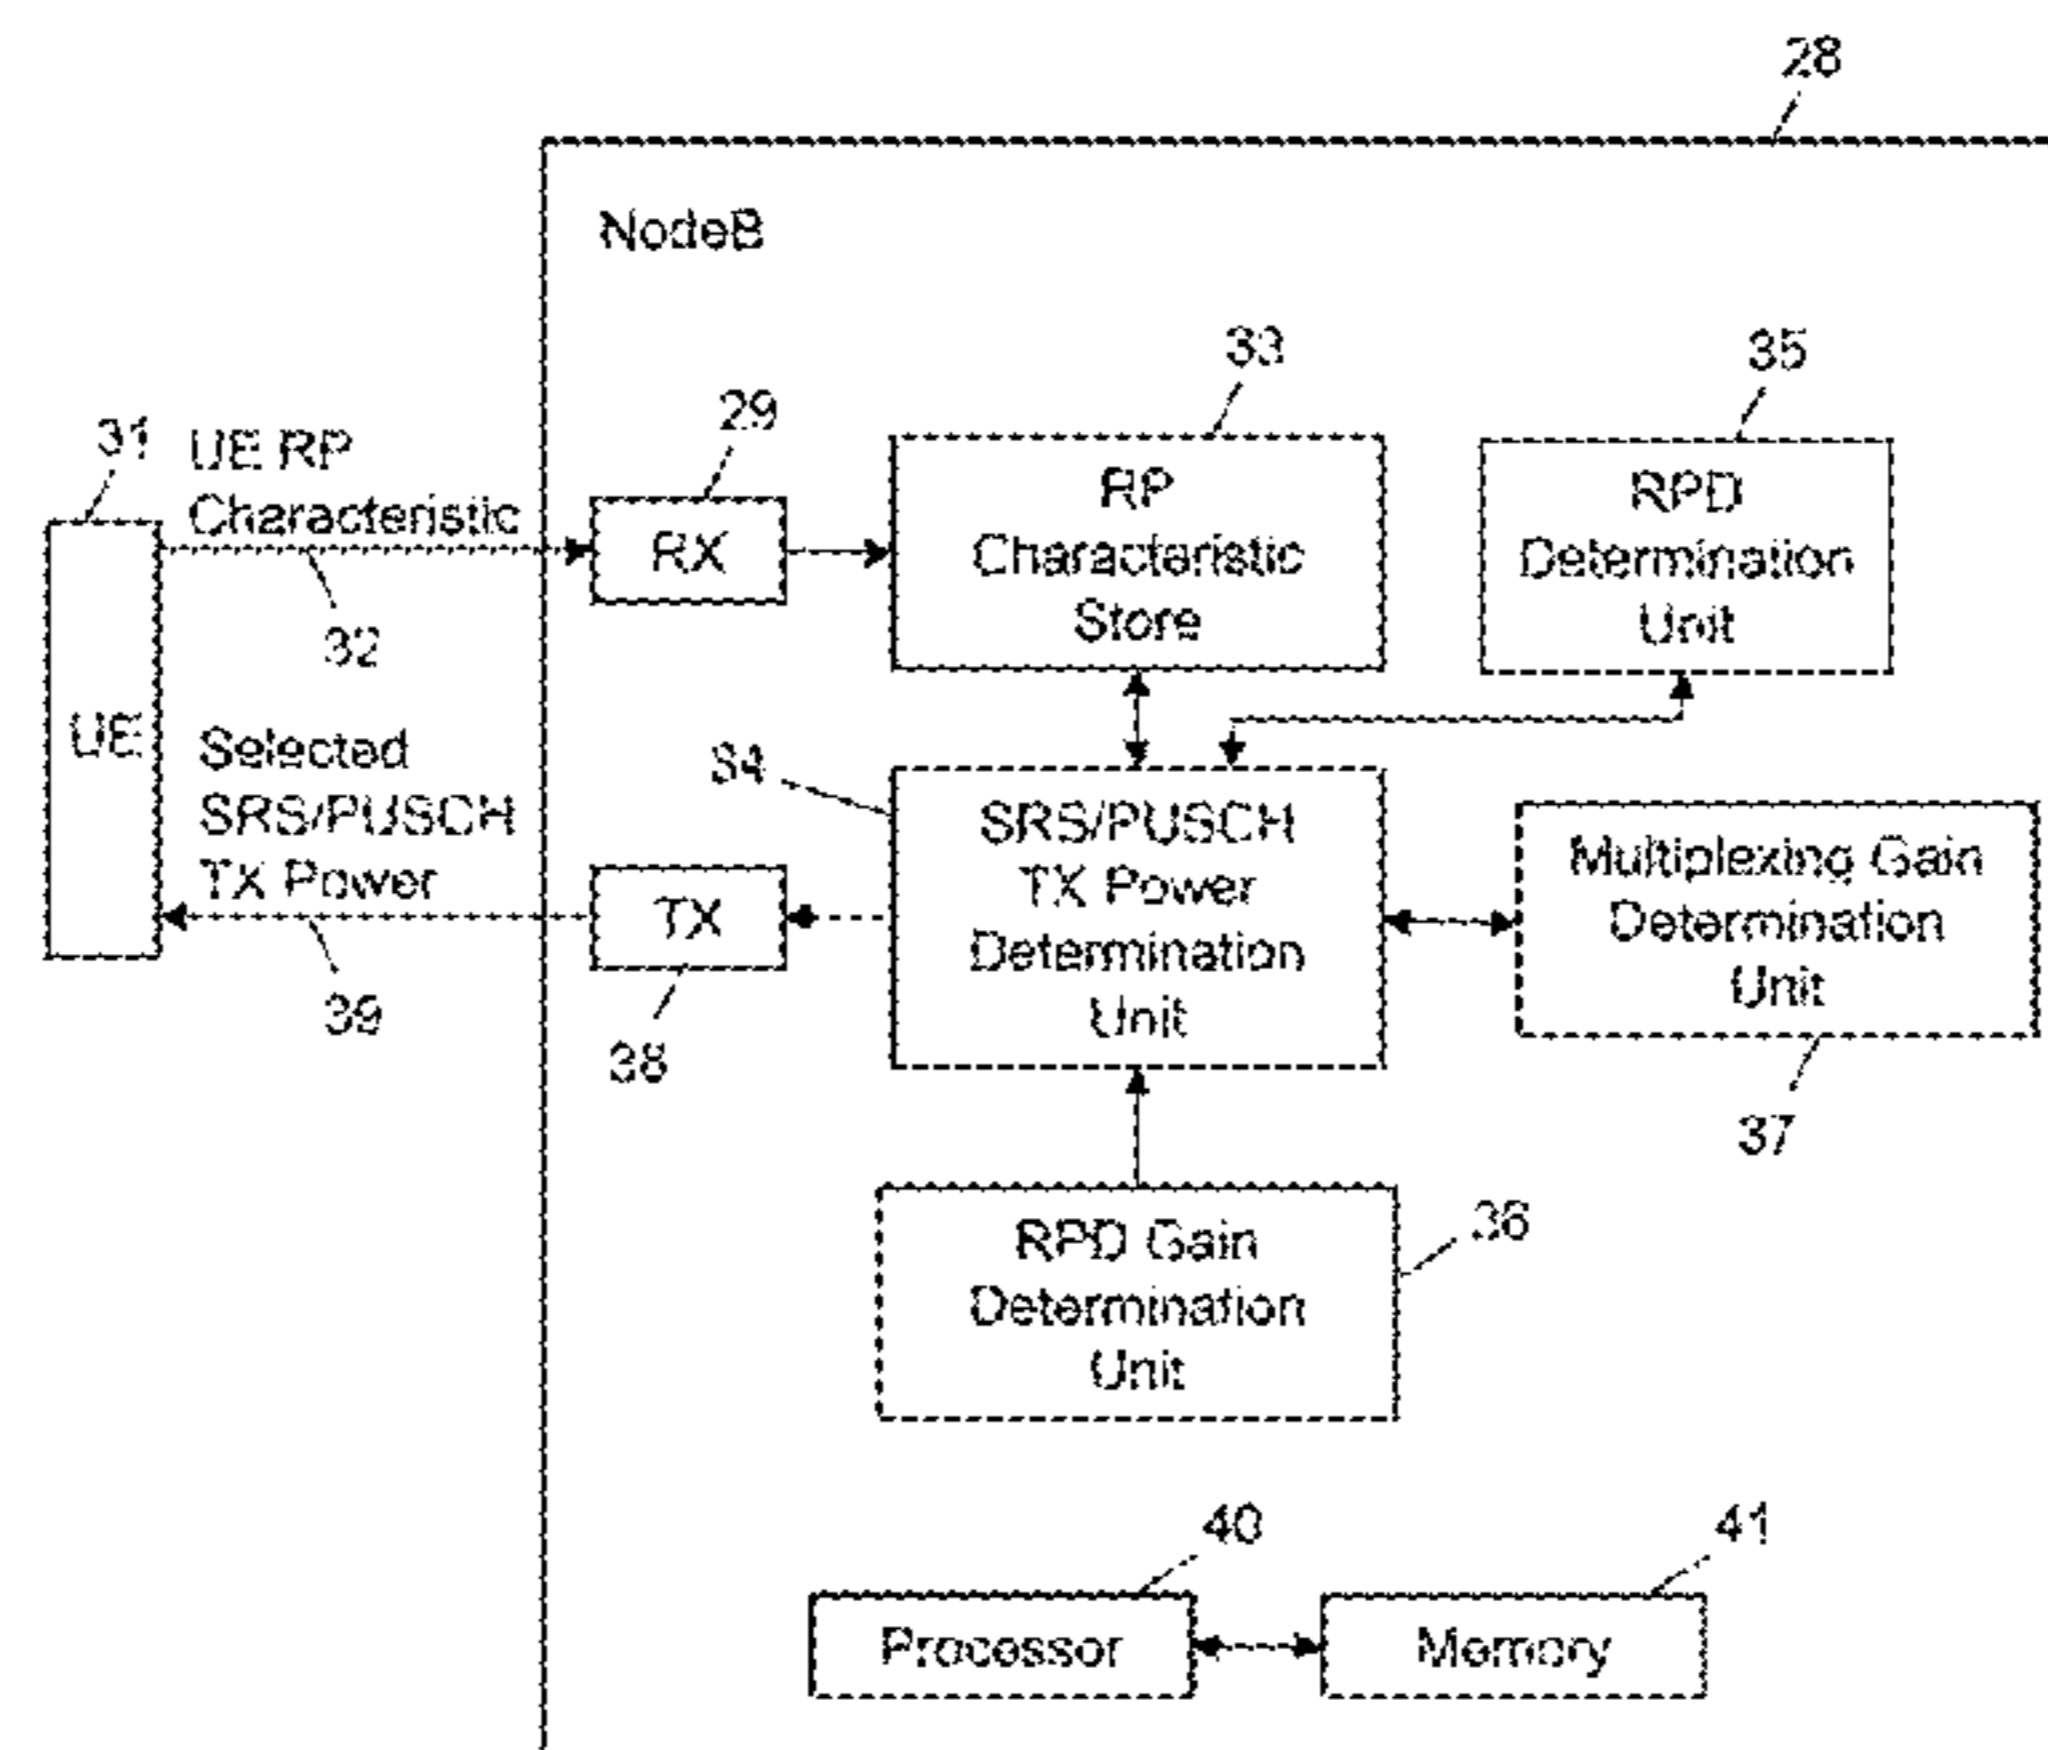 28
NodeB
33
35
29
31
UE RP
Characteristic
RX
RP
Characteristic
Store
RPD
Determination
Unit
32
UE
Selected
SRS/PUSCH
TX Power
34
SRS/PUSCH
TX Power
Determination
Unit
Multiplexing Gain
Determination
Unit
TX
39
38
37
RPD Gain
Determination
Unit
36
40
41
Processor
Memory